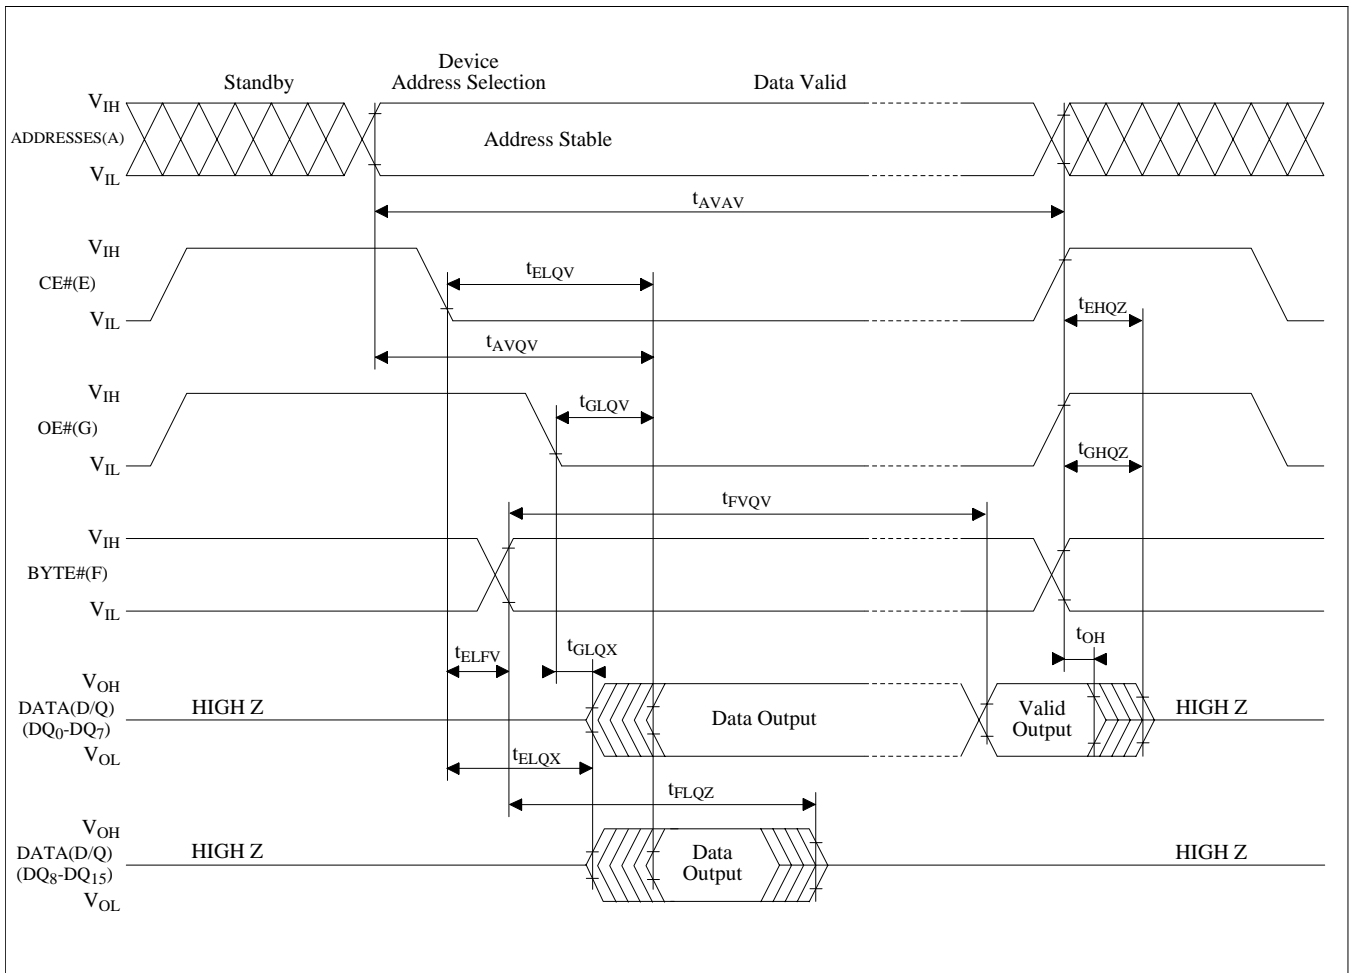 Device
Standby Address Selection Data Valid
VIH
ADDRESSES(A) Address Stable
VIL
tAVAV
VIH
tELQV
CE#(E)
tEHQZ
VIL
tAVQV
VIH
tGLQV
OE#(G)
tGHQZ
VIL
tFVQV
VIH
BYTE#(F)
VIL
tELFV tGLQX tOH
VOH
DATA(D/Q) HIGH Z Data Output Valid HIGH Z
(DQ0-DQ7) Output
VOL
tELQX
tFLQZ
VOH
DATA(D/Q) HIGH Z Data HIGH Z
(DQ8-DQ15) Output
VOL